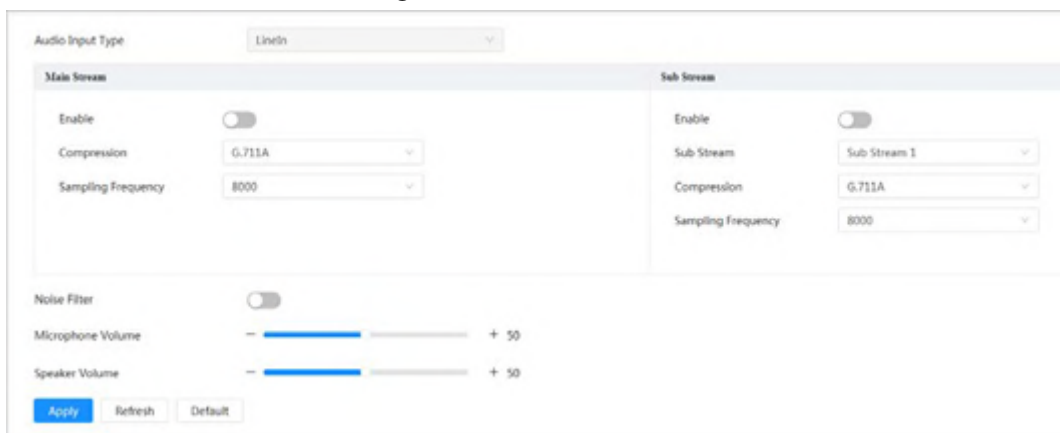 Audio Input Type LineIn
Main Stream Sub Stream
Enable Enable
Compression G.711A Sub Stream Sub Stream 1
Sampling Frequency 8000 Compression G.711A
Sampling Frequency 8000
Noise Filter
Microphone Volume − + 50
Speaker Volume − + 50
Apply Refresh Default